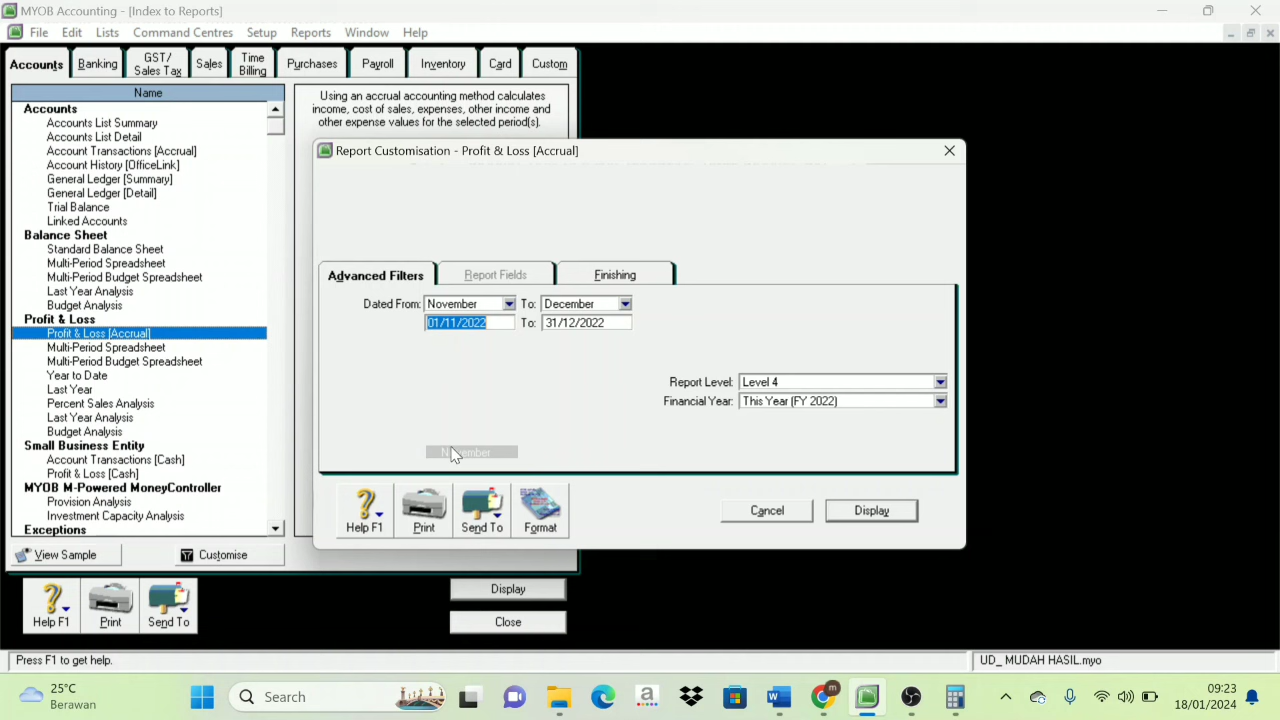 MYOB Accounting - [Index to Reports]
File Edit Lists Command Centres Setup Reports Window Help
Accounts Banking GST/ Sales Tax Sales Time Billing Purchases Payroll Inventory Card Custom
Name
Accounts
Accounts List Summary
Accounts List Detail
Account Transactions [Accrual]
Account History [OfficeLink]
General Ledger [Summary]
General Ledger [Detail]
Trial Balance
Linked Accounts
Balance Sheet
Standard Balance Sheet
Multi-Period Spreadsheet
Multi-Period Budget Spreadsheet
Last Year Analysis
Budget Analysis
Profit & Loss
Profit & Loss [Accrual]
Multi-Period Spreadsheet
Multi-Period Budget Spreadsheet
Year to Date
Last Year
Percent Sales Analysis
Last Year Analysis
Budget Analysis
Small Business Entity
Account Transactions [Cash]
Profit & Loss [Cash]
MYOB M-Powered MoneyController
Provision Analysis
Investment Capacity Analysis
Exceptions
View Sample Customise
Using an accrual accounting method calculates
income, cost of sales, expenses, other income and
other expense values for the selected period(s).
Report Customisation - Profit & Loss [Accrual]
Advanced Filters Report Fields Finishing
Dated From: November To: December
01/11/2022 To: 31/12/2022
Report Level: Level 4
Financial Year: This Year (FY 2022)
November
Help F1 Print Send To Format
Cancel Display
Help F1 Print Send To
Display
Close
Press F1 to get help. UD_ MUDAH HASIL.myo
25°C
Berawan
Search
a
m
09:23
18/01/2024